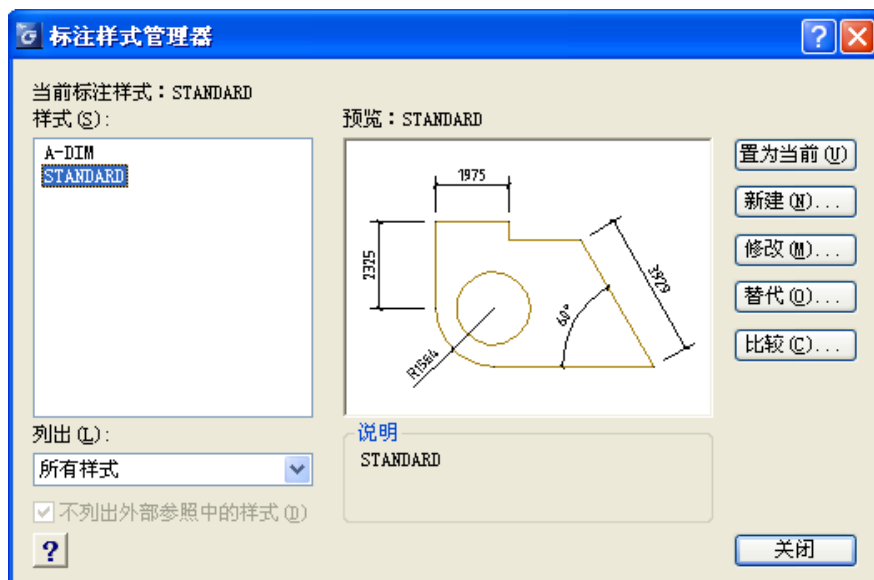 标注样式管理器
当前标注样式：STANDARD
样式(S):
A-DIM
STANDARD
预览：STANDARD
1975
2325
3929
60°
R1564
置为当前(U)
新建(N)...
修改(M)...
替代(O)...
比较(C)...
列出(L):
所有样式
不列出外部参照中的样式(D)
说明
STANDARD
?
关闭